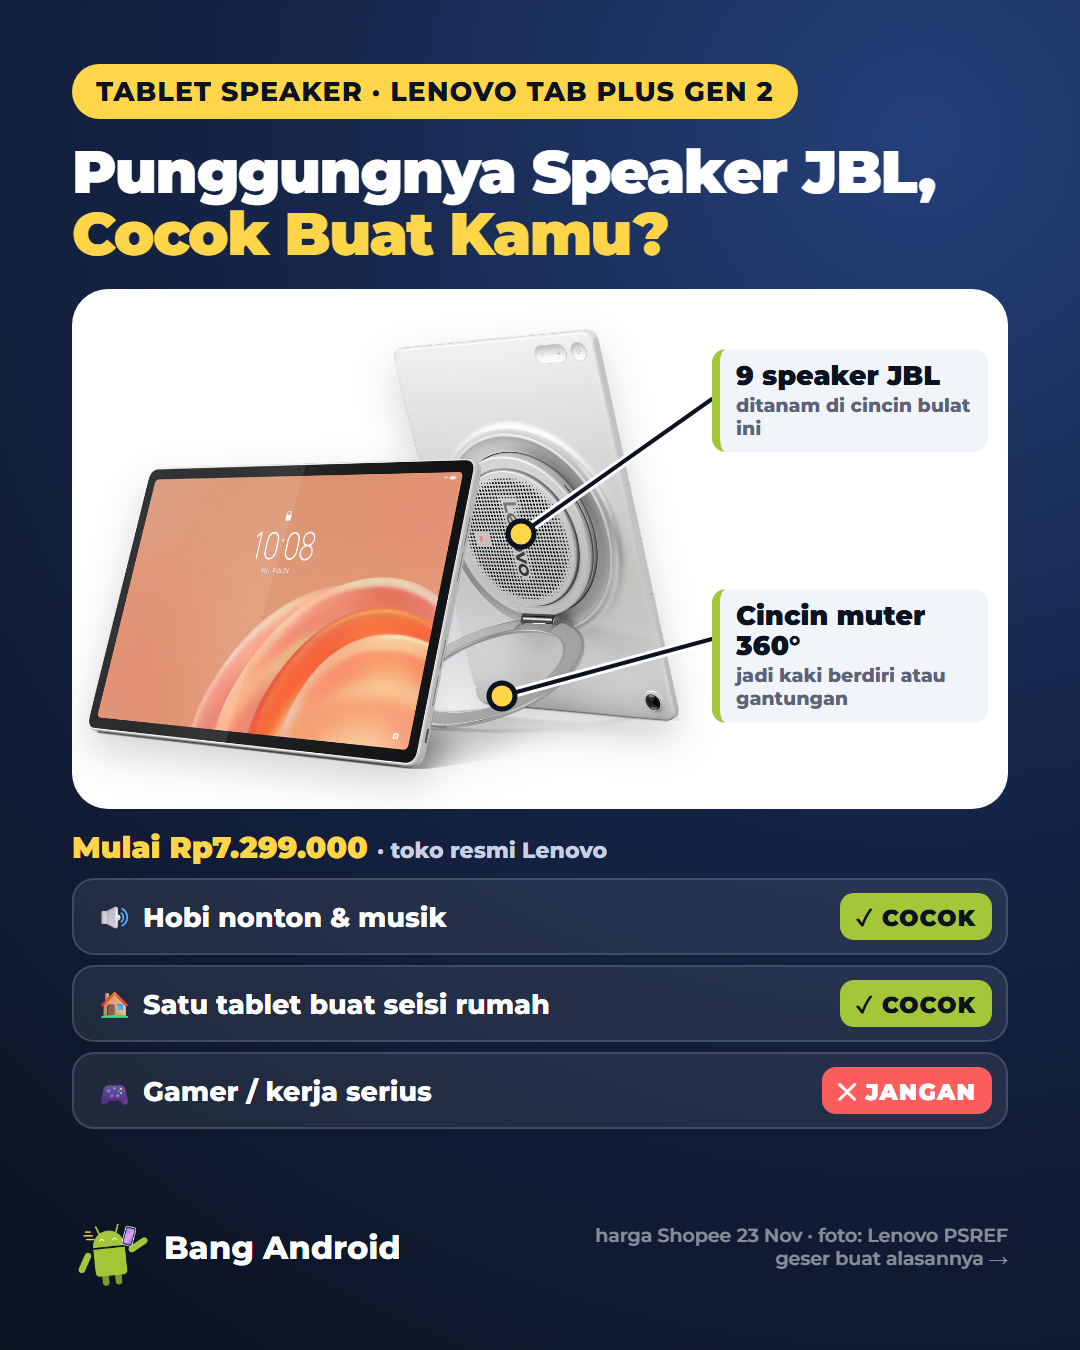 TABLET SPEAKER · LENOVO TAB PLUS GEN 2
Punggungnya Speaker JBL,
Cocok Buat Kamu?
9 speaker JBL
ditanam di cincin bulat
ini
Lenovo
10:08
Cincin muter
360°
jadi kaki berdiri atau
gantungan
Mulai Rp7.299.000 · toko resmi Lenovo
Hobi nonton & musik
✓ COCOK
Satu tablet buat seisi rumah
✓ COCOK
Gamer / kerja serius
✕ JANGAN
Bang Android
harga Shopee 23 Nov · foto: Lenovo PSREF
geser buat alasannya →